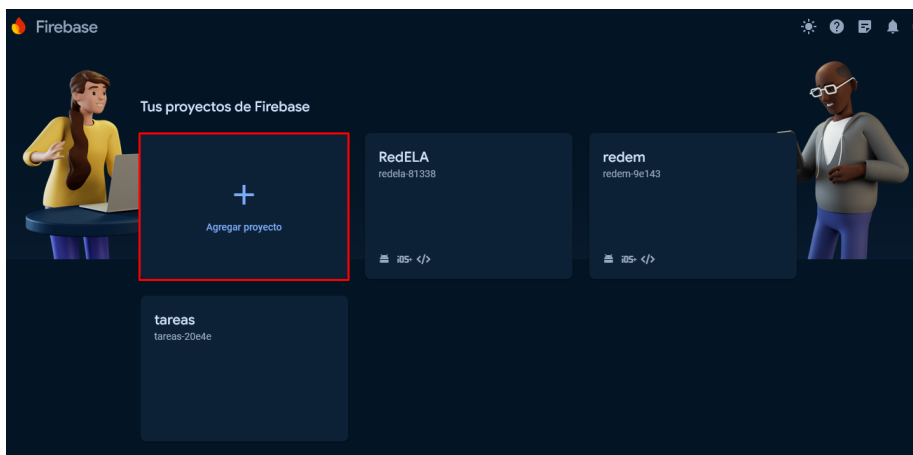 Firebase
Tus proyectos de Firebase
Agregar proyecto
RedELA
redela-81338
iOS+ </>
redem
redem-9e143
iOS+ </>
tareas
tareas-20e4e